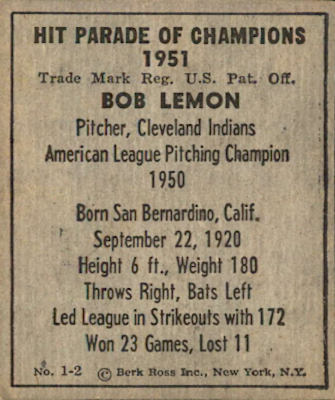 HIT PARADE OF CHAMPIONS
1951
Trade Mark Reg. U.S. Pat. Off.
BOB LEMON
Pitcher, Cleveland Indians
American League Pitching Champion
1950
Born San Bernardino, Calif.
September 22, 1920
Height 6 ft., Weight 180
Throws Right, Bats Left
Led League in Strikeouts with 172
Won 23 Games, Lost 11
No. 1-2 © Berk Ross Inc., New York, N.Y.